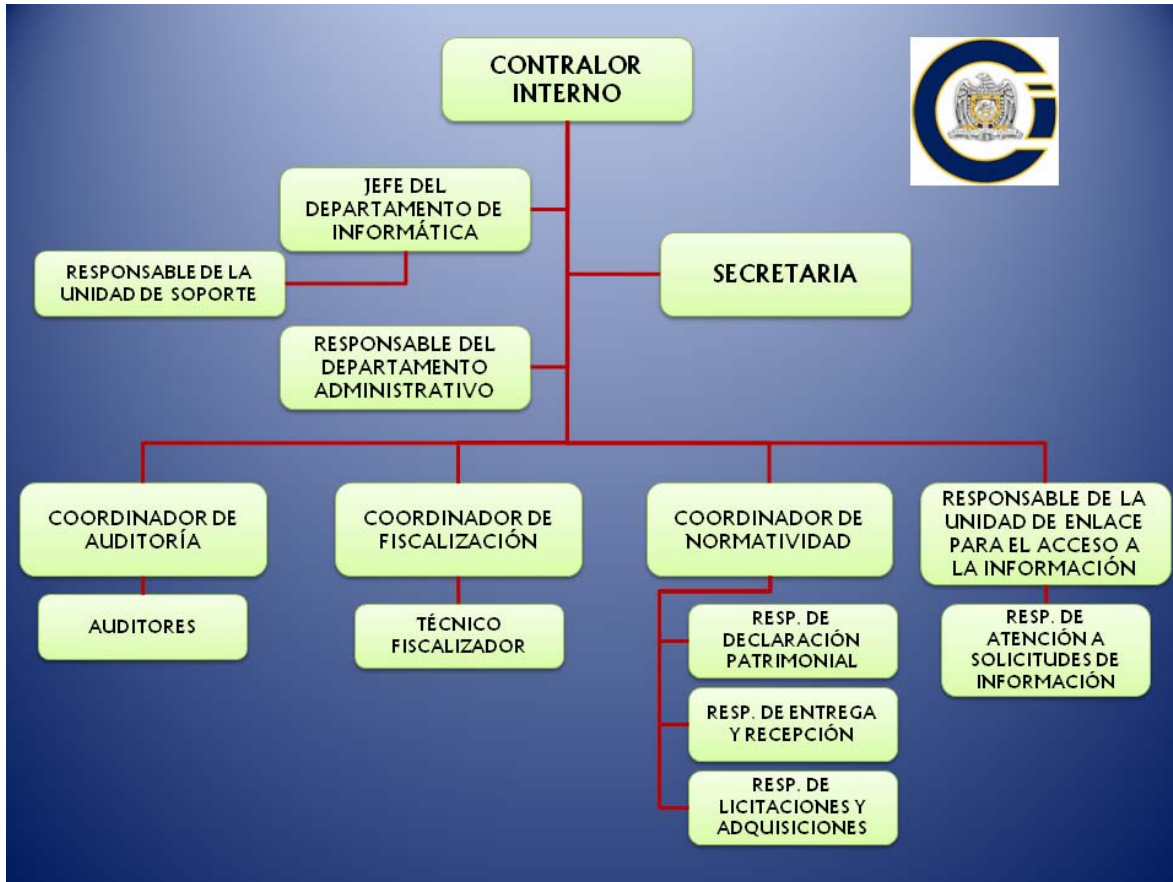 CONTRALOR
INTERNO
JEFE DEL
DEPARTAMENTO DE
INFORMÁTICA
RESPONSABLE DE LA
UNIDAD DE SOPORTE
SECRETARIA
RESPONSABLE DEL
DEPARTAMENTO
ADMINISTRATIVO
COORDINADOR DE
AUDITORÍA
COORDINADOR DE
FISCALIZACIÓN
COORDINADOR DE
NORMATIVIDAD
RESPONSABLE DE LA
UNIDAD DE ENLACE
PARA EL ACCESO A
LA INFORMACIÓN
AUDITORES
TÉCNICO
FISCALIZADOR
RESP. DE
DECLARACIÓN
PATRIMONIAL
RESP. DE ENTREGA
Y RECEPCIÓN
RESP. DE
LICITACIONES Y
ADQUISICIONES
RESP. DE
ATENCIÓN A
SOLICITUDES DE
INFORMACIÓN